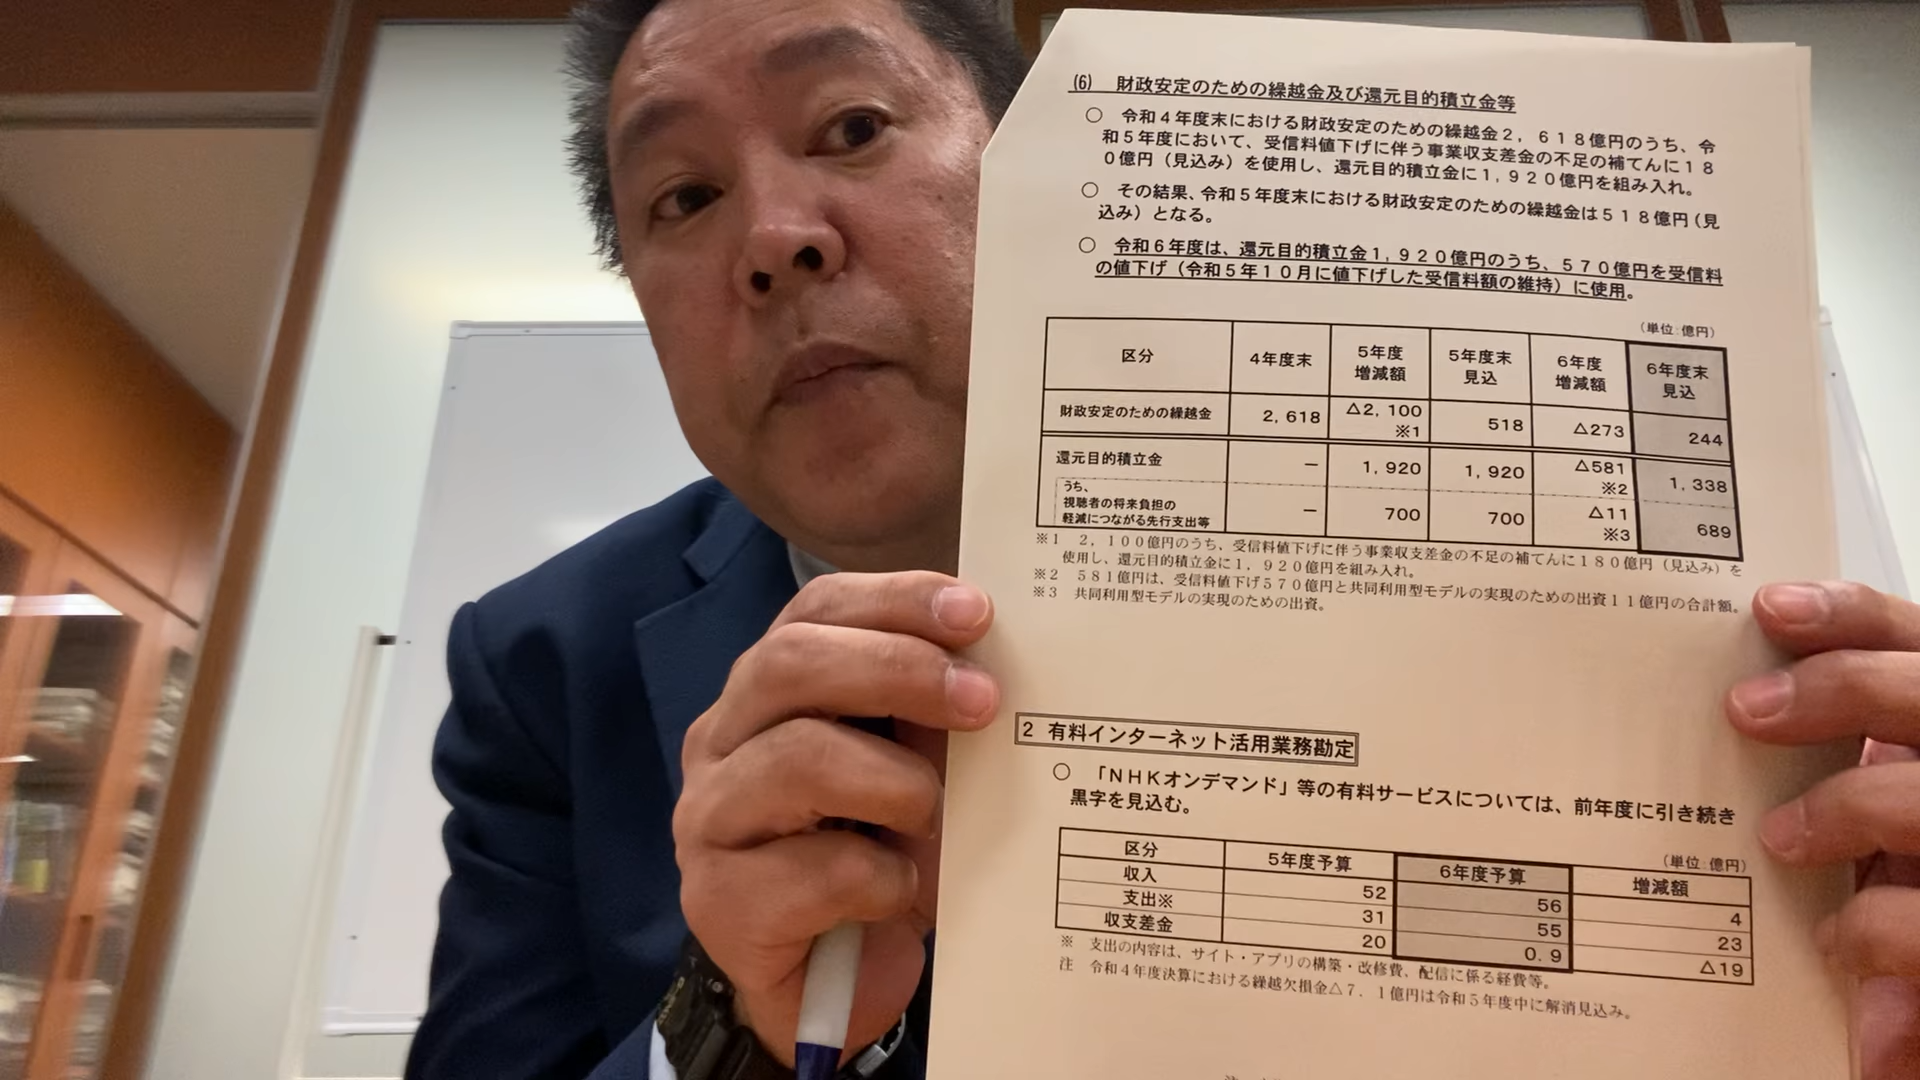 (6) 財政安定のための繰越金及び還元目的積立金等
○ 令和4年度末における財政安定のための繰越金2，618億円のうち、令
和5年度において、受信料値下げに伴う事業収支差金の不足の補てんに18
0億円（見込み）を使用し、還元目的積立金に1，920億円を組み入れ。
○ その結果、令和5年度末における財政安定のための繰越金は518億円（見
込み）となる。
○ 令和6年度は、還元目的積立金1，920億円のうち、570億円を受信料
の値下げ（令和5年10月に値下げした受信料額の維持）に使用。
（単位：億円）
区分 4年度末 5年度増減額 5年度末見込 6年度増減額 6年度末見込
財政安定のための繰越金 2，618 △2，100 ※1 518 △273 244
還元目的積立金 － 1，920 1，920 △581 ※2 1，338
うち、
視聴者の将来負担の
軽減につながる先行支出等 － 700 700 △11 ※3 689
※1 2，100億円のうち、受信料値下げに伴う事業収支差金の不足の補てんに180億円（見込み）を
使用し、還元目的積立金に1，920億円を組み入れ。
※2 581億円は、受信料値下げ570億円と共同利用型モデルの実現のための出資11億円の合計額。
※3 共同利用型モデルの実現のための出資。
2 有料インターネット活用業務勘定
○ 「NHKオンデマンド」等の有料サービスについては、前年度に引き続き
黒字を見込む。
（単位：億円）
区分 5年度予算 6年度予算 増減額
収入 52 56 4
支出※ 31 55 23
収支差金 20 0.9 △19
※ 支出の内容は、サイト・アプリの構築・改修費、配信に係る経費等。
注 令和4年度決算における繰越欠損金△7．1億円は令和5年度中に解消見込み。